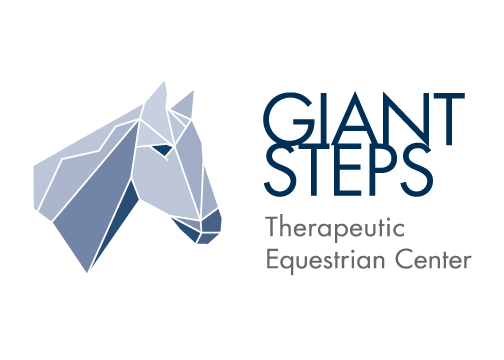 GIANT
STEPS
Therapeutic
Equestrian Center